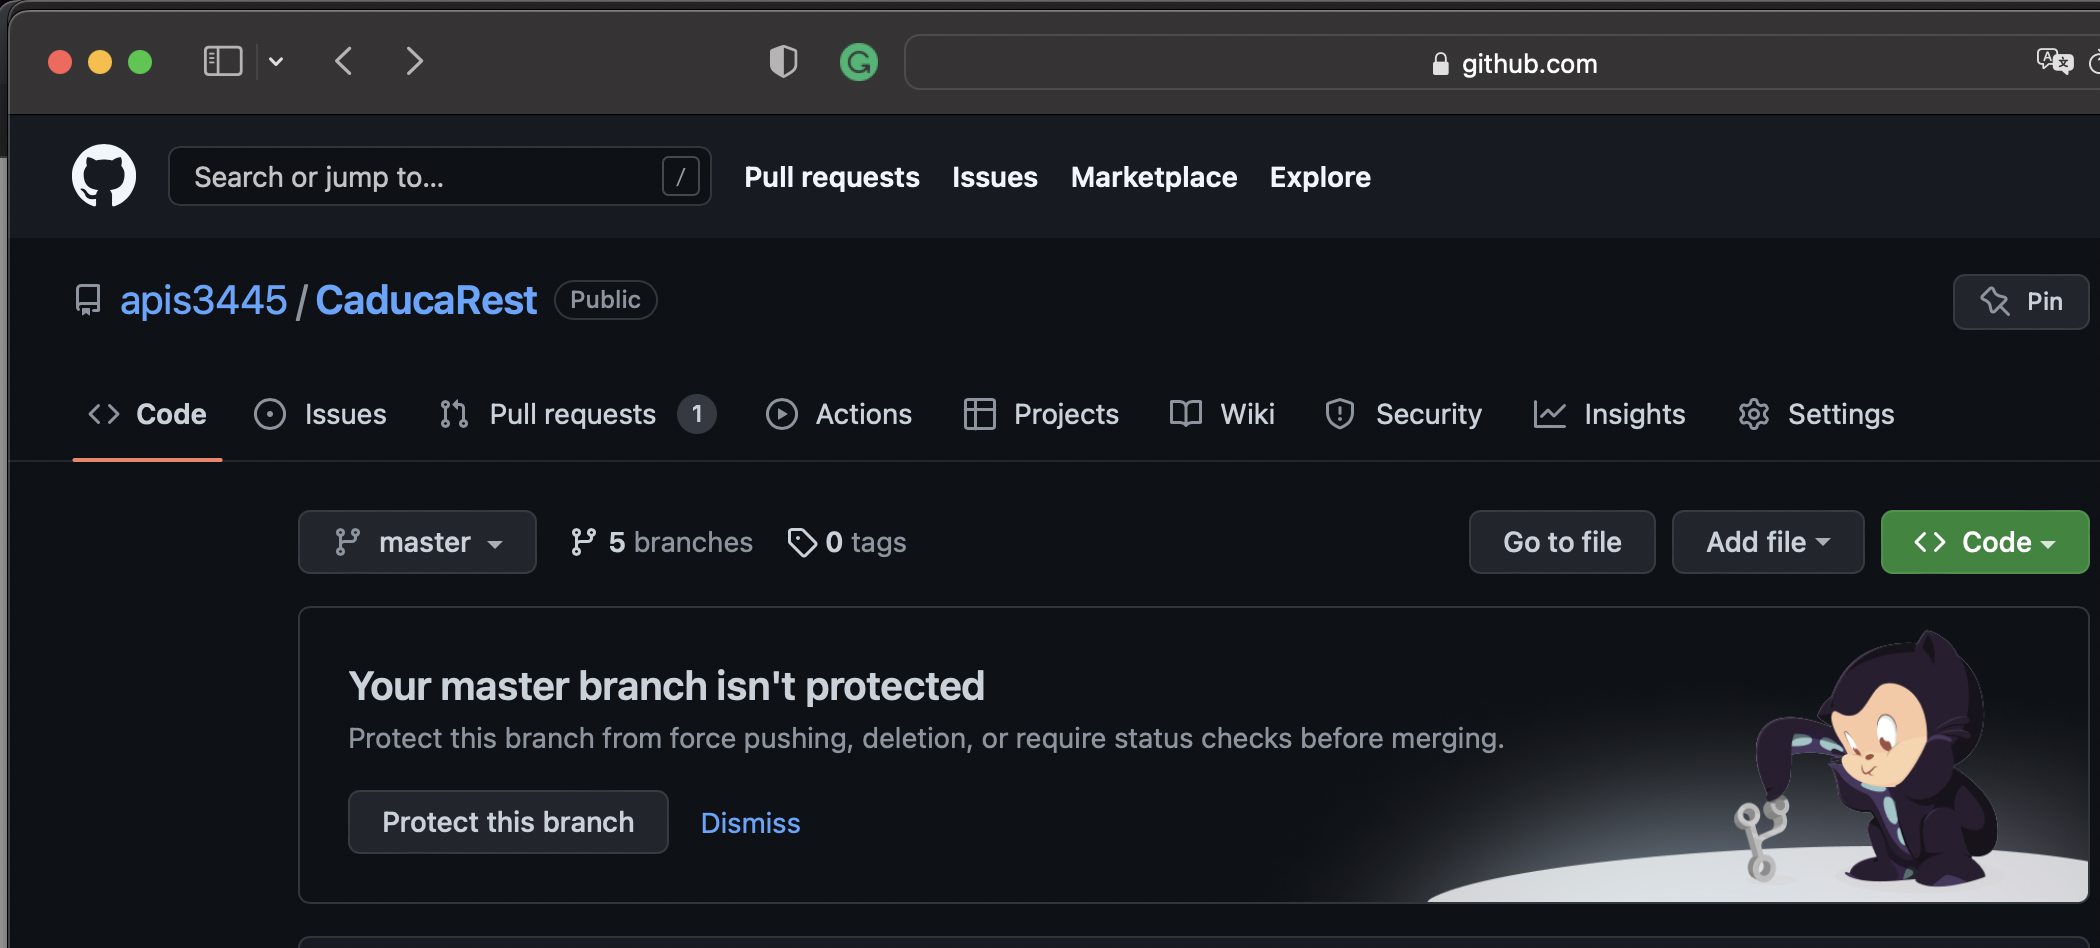 github.com
Search or jump to... /
Pull requests Issues Marketplace Explore
apis3445 / CaducaRest Public
Pin
Code Issues Pull requests 1 Actions Projects Wiki Security Insights Settings
master 5 branches 0 tags Go to file Add file Code
Your master branch isn't protected
Protect this branch from force pushing, deletion, or require status checks before merging.
Protect this branch Dismiss